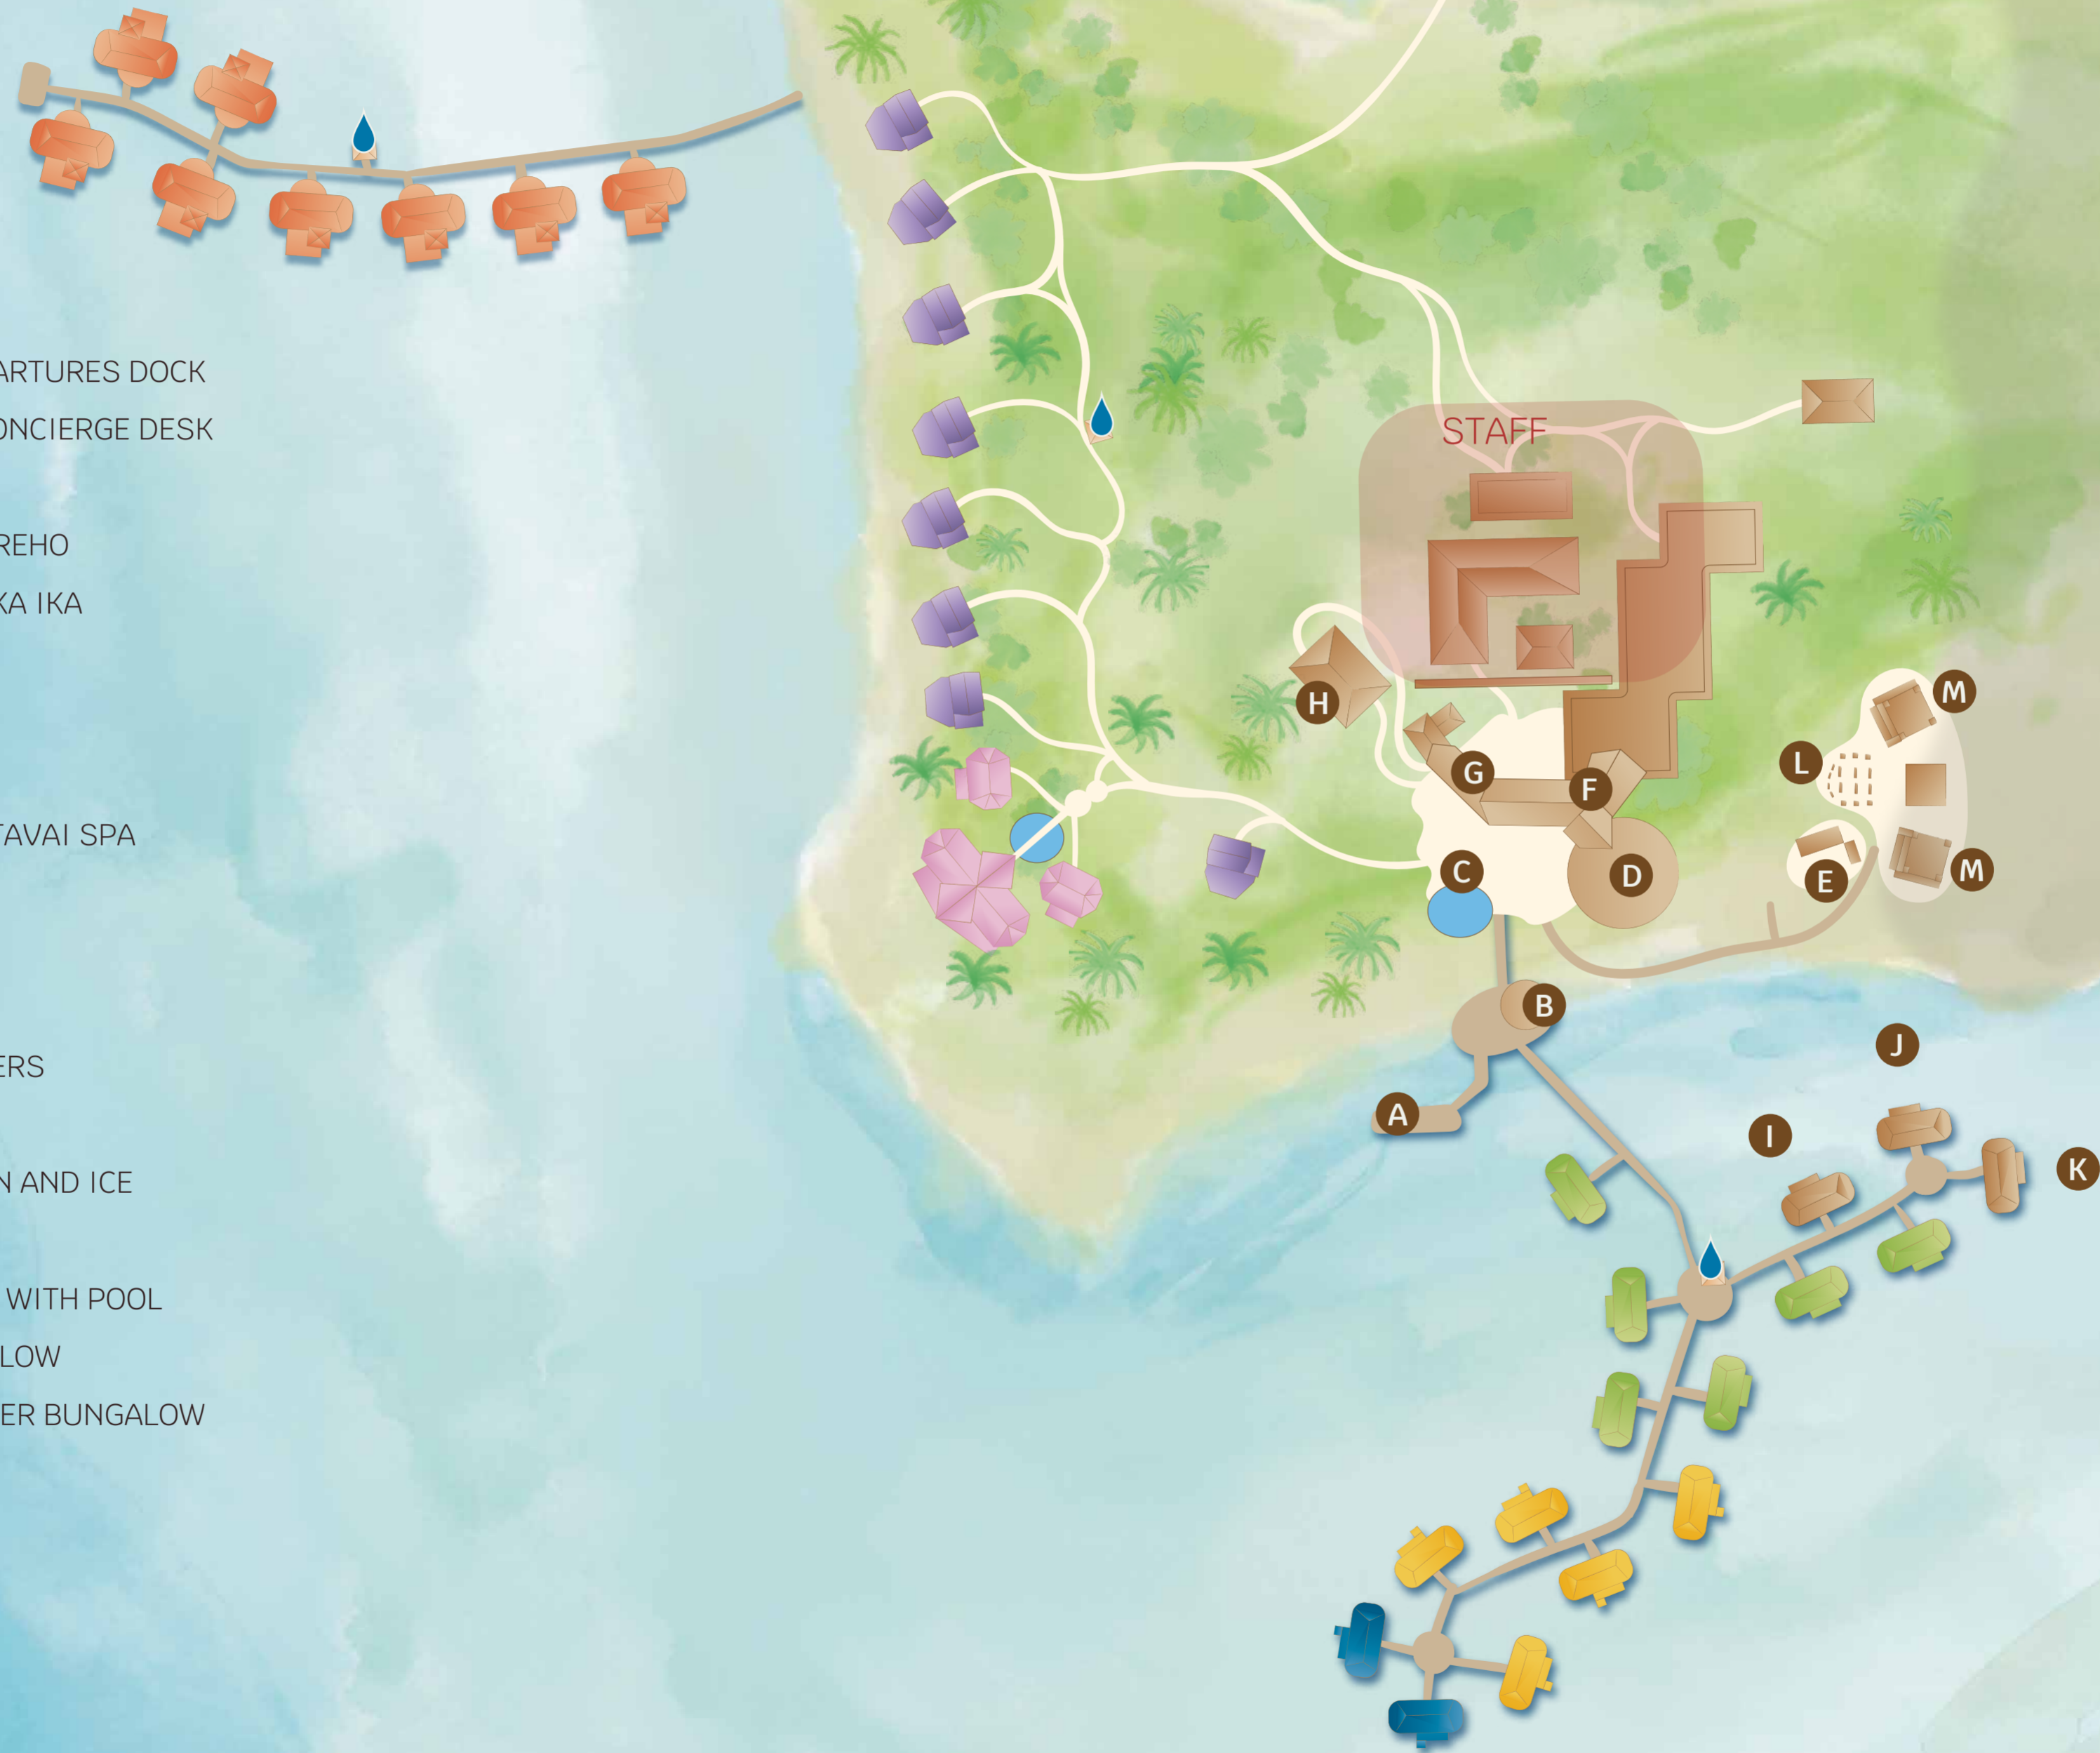 ARTURES DOCK
ONCIERGE DESK
REHO
KA IKA
TAVAI SPA
ERS
N AND ICE
WITH POOL
LOW
ER BUNGALOW
STAFF
H
G
F
C
D
L
M
E
M
B
A
J
I
K